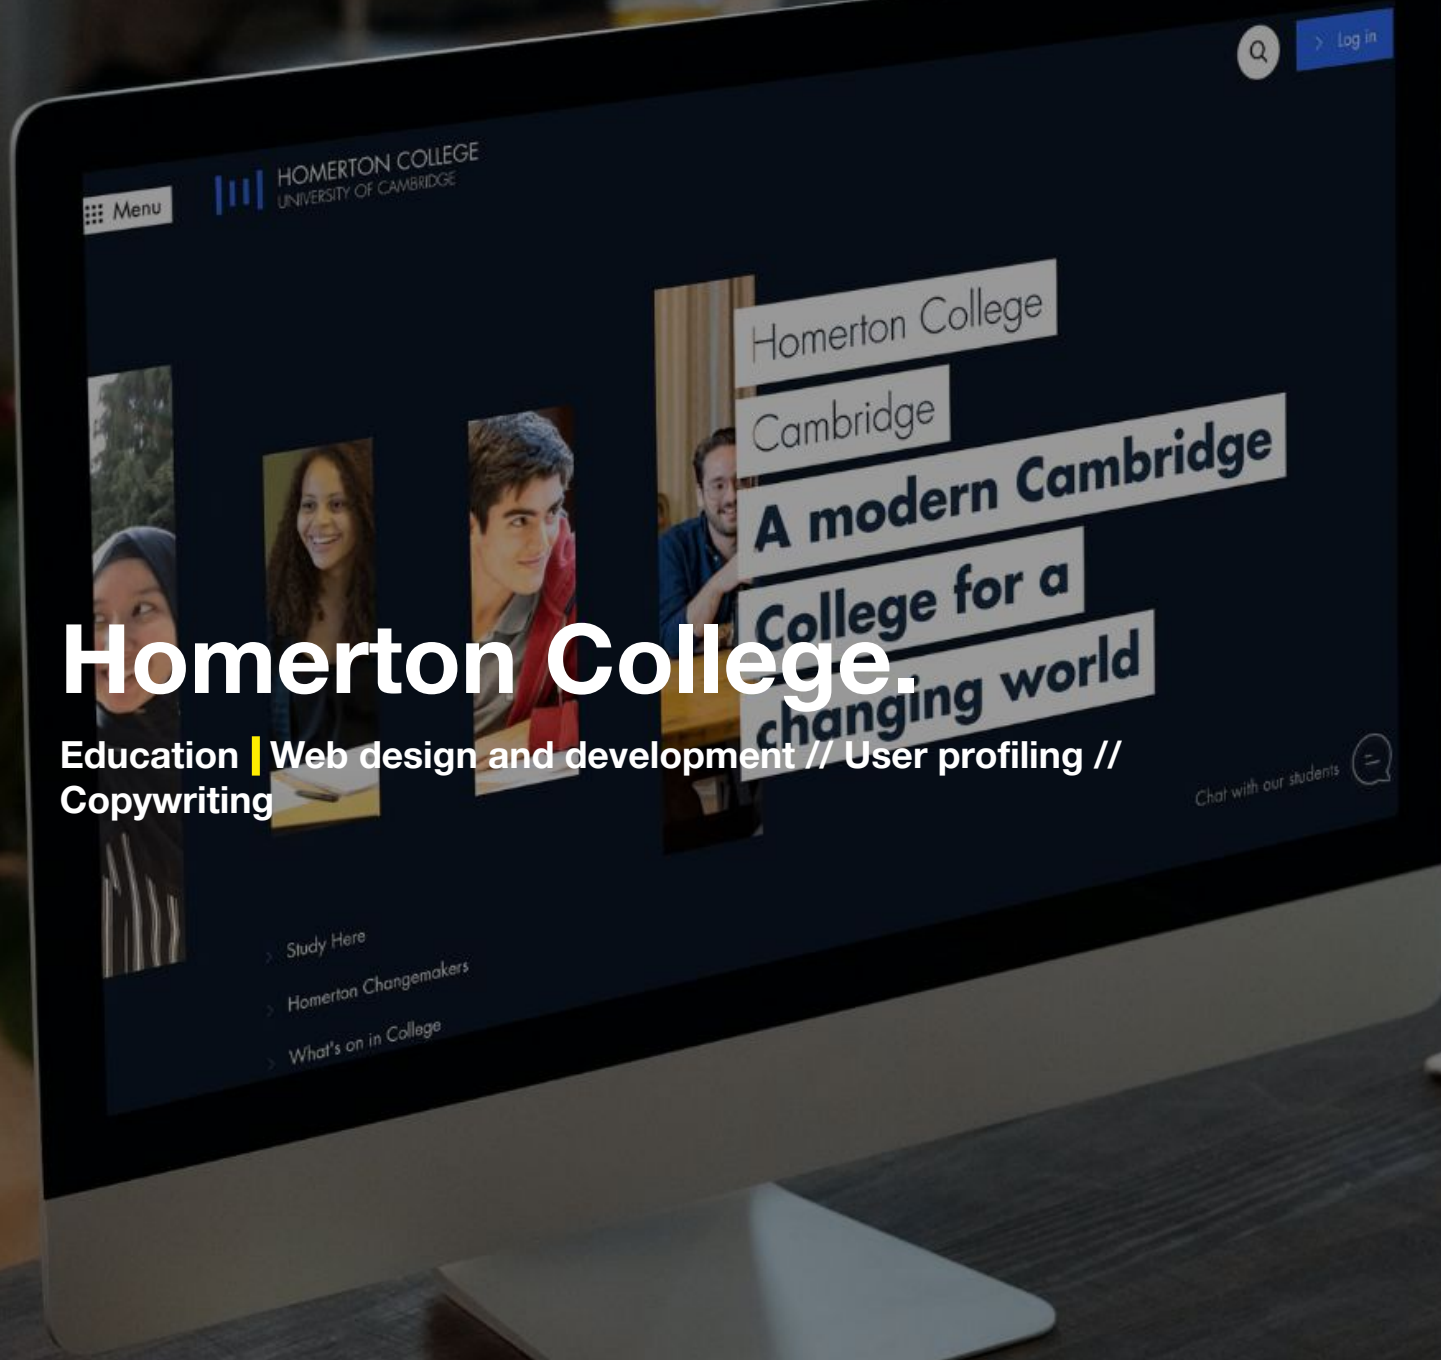 Log in
Menu
HOMERTON COLLEGE
UNIVERSITY OF CAMBRIDGE
Homerton College
Cambridge
A modern Cambridge
College for a
changing world
Homerton College.
Education | Web design and development // User profiling //
Copywriting
Chat with our students
Study Here
Homerton Changemakers
What's on in College